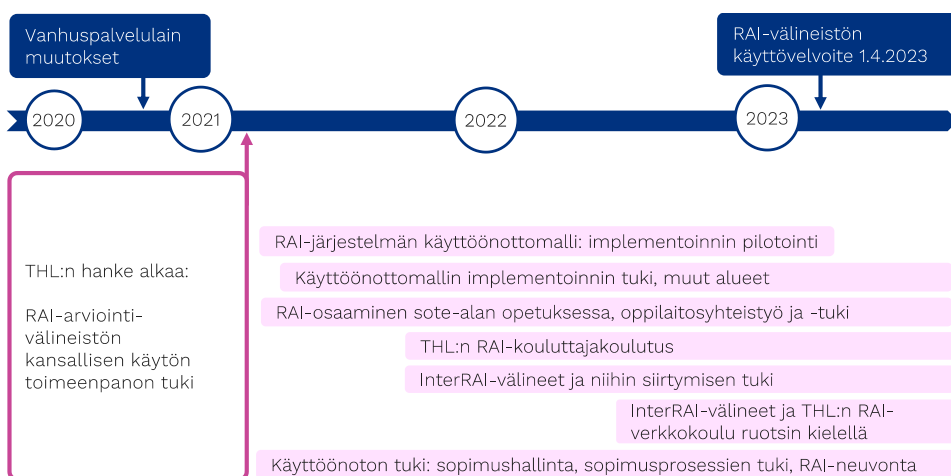 Vanhuspalvelulain
muutokset
RAI-välineistön
käyttövelvoite 1.4.2023
2020
2021
2022
2023
THL:n hanke alkaa:
RAI-arviointi-
välineistön
kansallisen käytön
toimeenpanon tuki
RAI-järjestelmän käyttöönottomalli: implementoinnin pilotointi
Käyttöönottomallin implementoinnin tuki, muut alueet
RAI-osaaminen sote-alan opetuksessa, oppilaitosyhteistyö ja -tuki
THL:n RAI-kouluttajakoulutus
InterRAI-välineet ja niihin siirtymisen tuki
InterRAI-välineet ja THL:n RAI-
verkkokoulu ruotsin kielellä
Käyttöönoton tuki: sopimushallinta, sopimusprosessien tuki, RAI-neuvonta